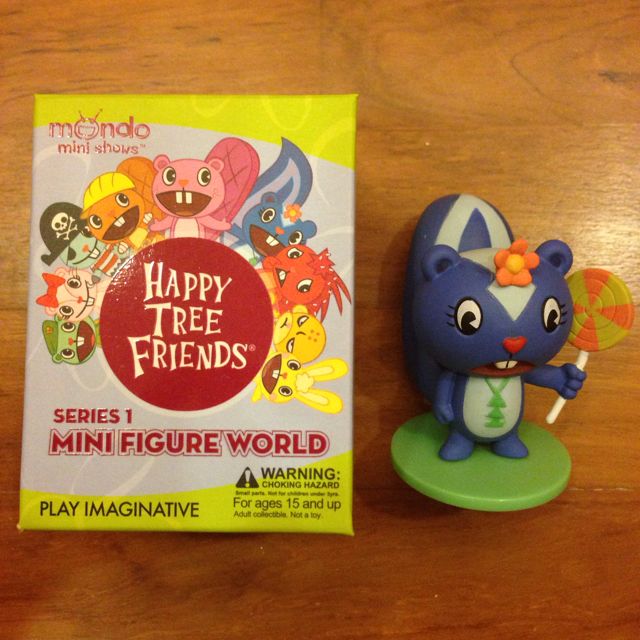 mondo
mini shows™
HAPPY
TREE
FRIENDS®
SERIES 1
MINI FIGURE WORLD
WARNING:
CHOKING HAZARD
Small parts. Not for children under 3yrs.
For ages 15 and up
Adult collectible. Not a toy.
PLAY IMAGINATIVE